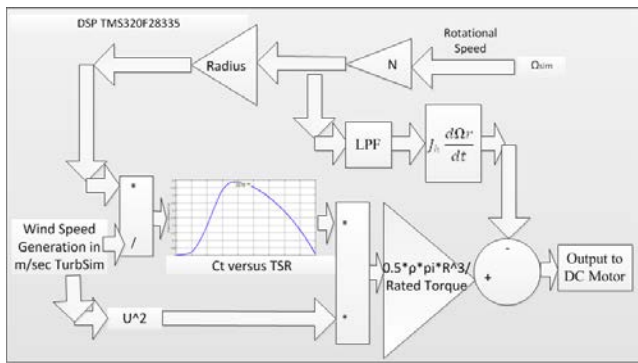 DSP TMS320F28335
Rotational
Speed
Radius
N
Ωsim
LPF
J_h dΩr/dt
*
/
Wind Speed
Generation in
m/sec TurbSim
Ct versus TSR
*
*
U^2
0.5*ρ*pi*R^3/
Rated Torque
-
+
Output to
DC Motor